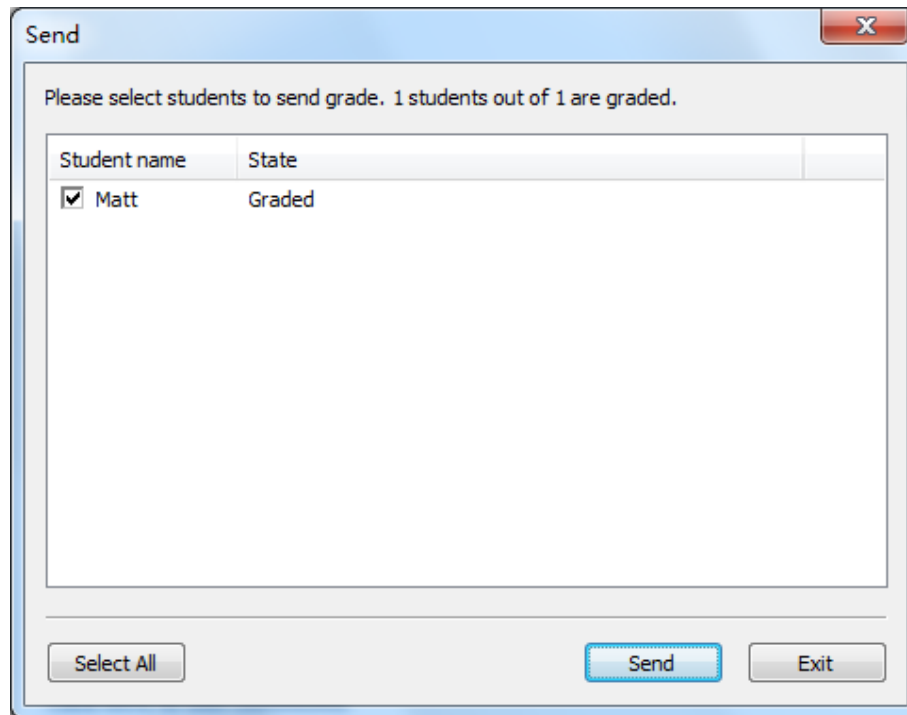 Send
Please select students to send grade. 1 students out of 1 are graded.
Student name State
Matt Graded
Select All Send Exit